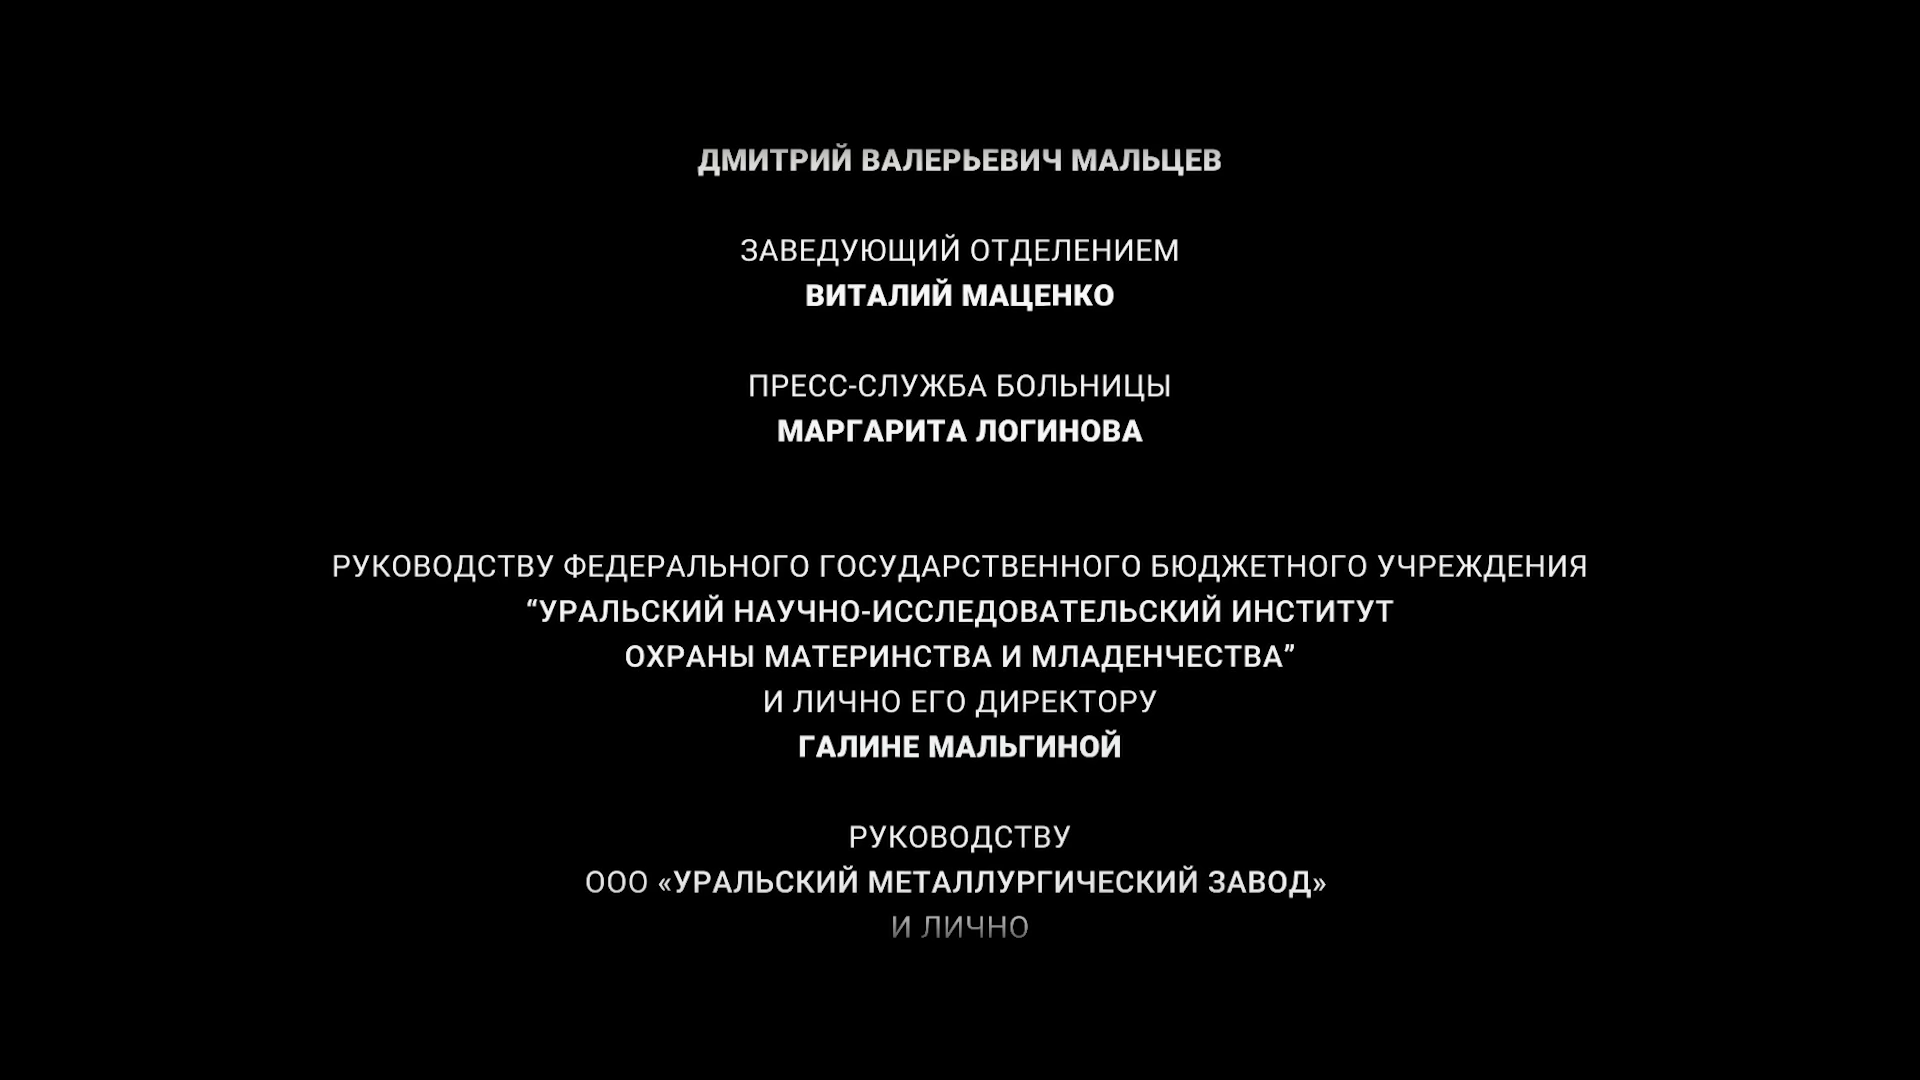 ДМИТРИЙ ВАЛЕРЬЕВИЧ МАЛЬЦЕВ
ЗАВЕДУЮЩИЙ ОТДЕЛЕНИЕМ
ВИТАЛИЙ МАЦЕНКО
ПРЕСС-СЛУЖБА БОЛЬНИЦЫ
МАРГАРИТА ЛОГИНОВА
РУКОВОДСТВУ ФЕДЕРАЛЬНОГО ГОСУДАРСТВЕННОГО БЮДЖЕТНОГО УЧРЕЖДЕНИЯ
“УРАЛЬСКИЙ НАУЧНО-ИССЛЕДОВАТЕЛЬСКИЙ ИНСТИТУТ
ОХРАНЫ МАТЕРИНСТВА И МЛАДЕНЧЕСТВА”
И ЛИЧНО ЕГО ДИРЕКТОРУ
ГАЛИНЕ МАЛЬГИНОЙ
РУКОВОДСТВУ
ООО «УРАЛЬСКИЙ МЕТАЛЛУРГИЧЕСКИЙ ЗАВОД»
И ЛИЧНО